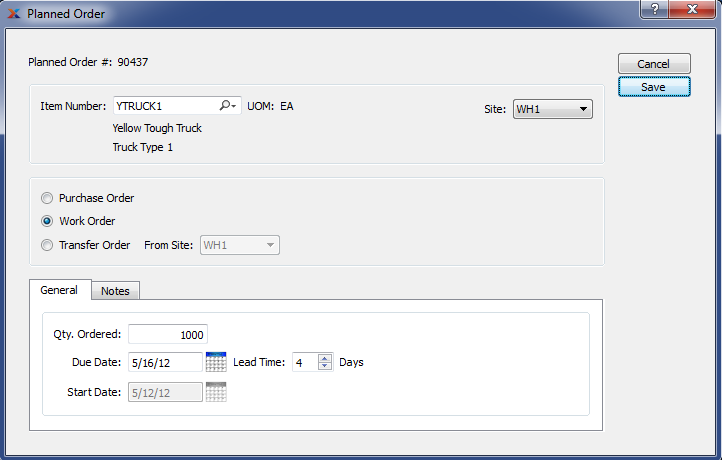 Planned Order
Planned Order #: 90437
Cancel
Save
Item Number: YTRUCK1 UOM: EA Site: WH1
Yellow Tough Truck
Truck Type 1
Purchase Order
Work Order
Transfer Order From Site: WH1
General Notes
Qty. Ordered: 1000
Due Date: 5/16/12 Lead Time: 4 Days
Start Date: 5/12/12